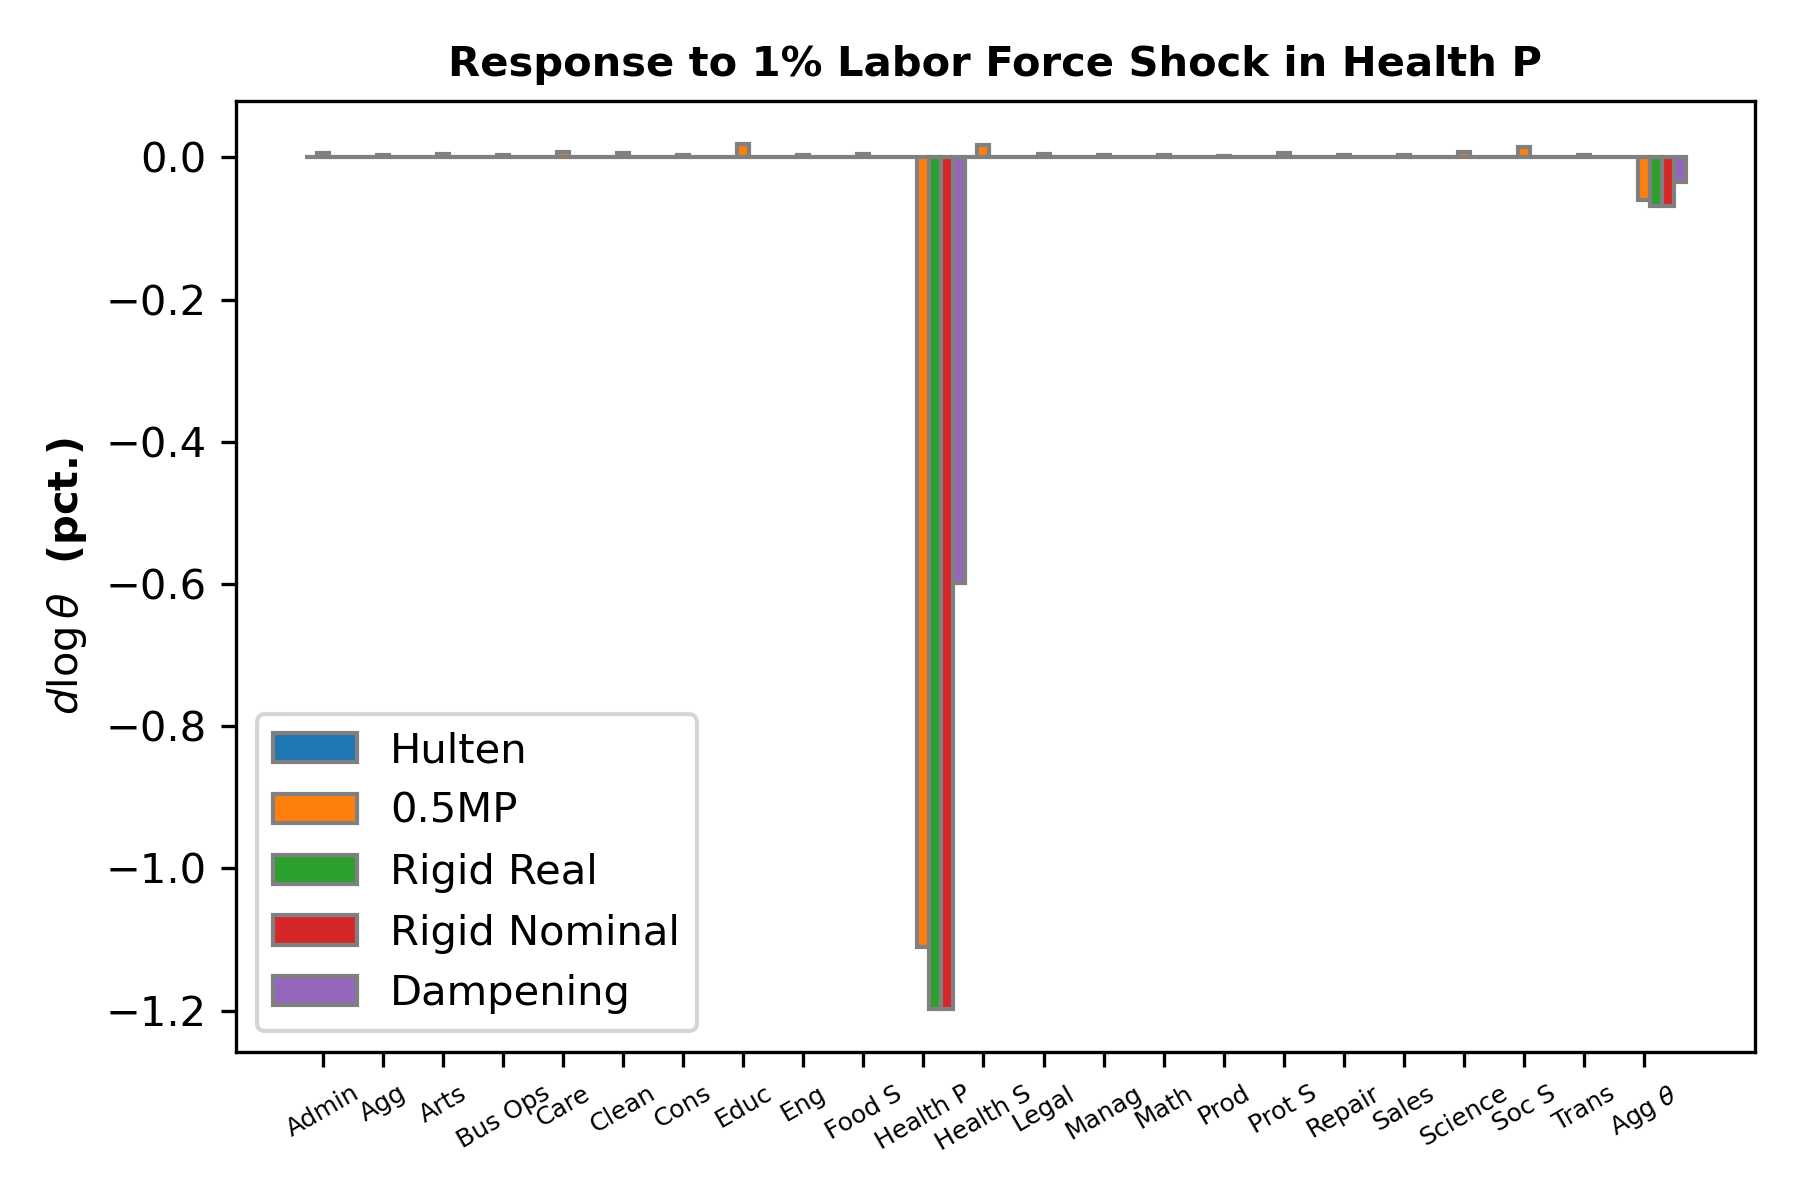 Response to 1% Labor Force Shock in Health P
0.0
−0.2
−0.4
−0.6
−0.8
−1.0
−1.2
d log θ (pct.)
Hulten
0.5MP
Rigid Real
Rigid Nominal
Dampening
Admin
Agg
Arts
Bus Ops
Care
Clean
Cons
Educ
Eng
Food S
Health P
Health S
Legal
Manag
Math
Prod
Prot S
Repair
Sales
Science
Soc S
Trans
Agg θ